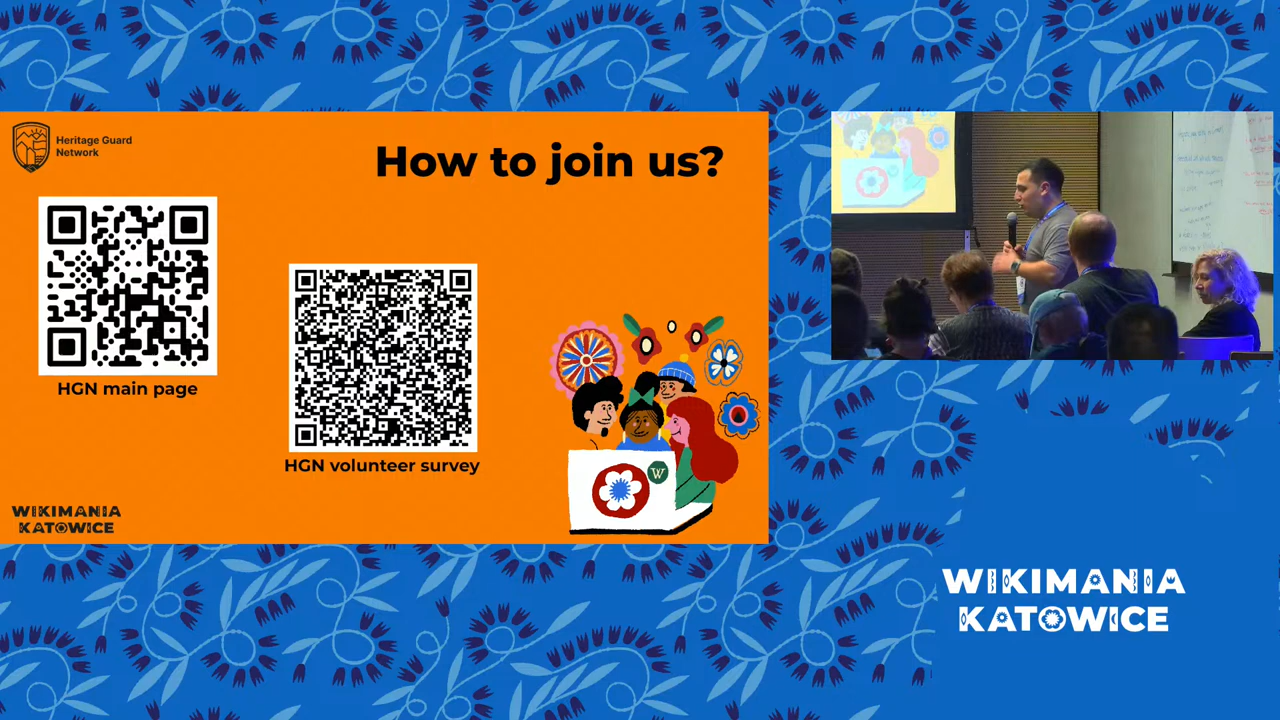 Heritage Guard
Network
How to join us?
HGN main page
HGN volunteer survey
W
WIKIMANIA
KATOWICE
WIKIMANIA
KATOWICE